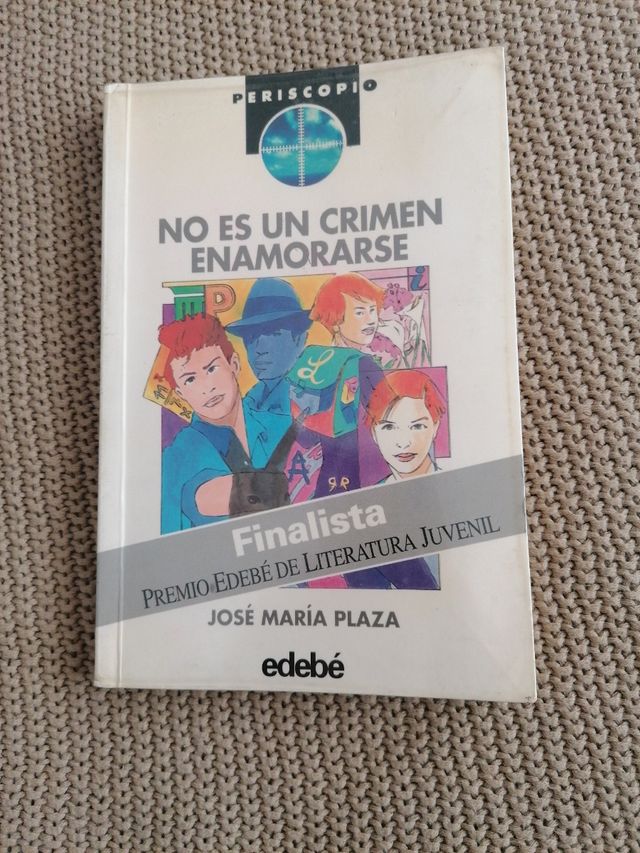 PERISCOPIO
NO ES UN CRIMEN
ENAMORARSE
E P
i
L
A
Finalista
PREMIO EDEBÉ DE LITERATURA JUVENIL
JOSÉ MARÍA PLAZA
edebé